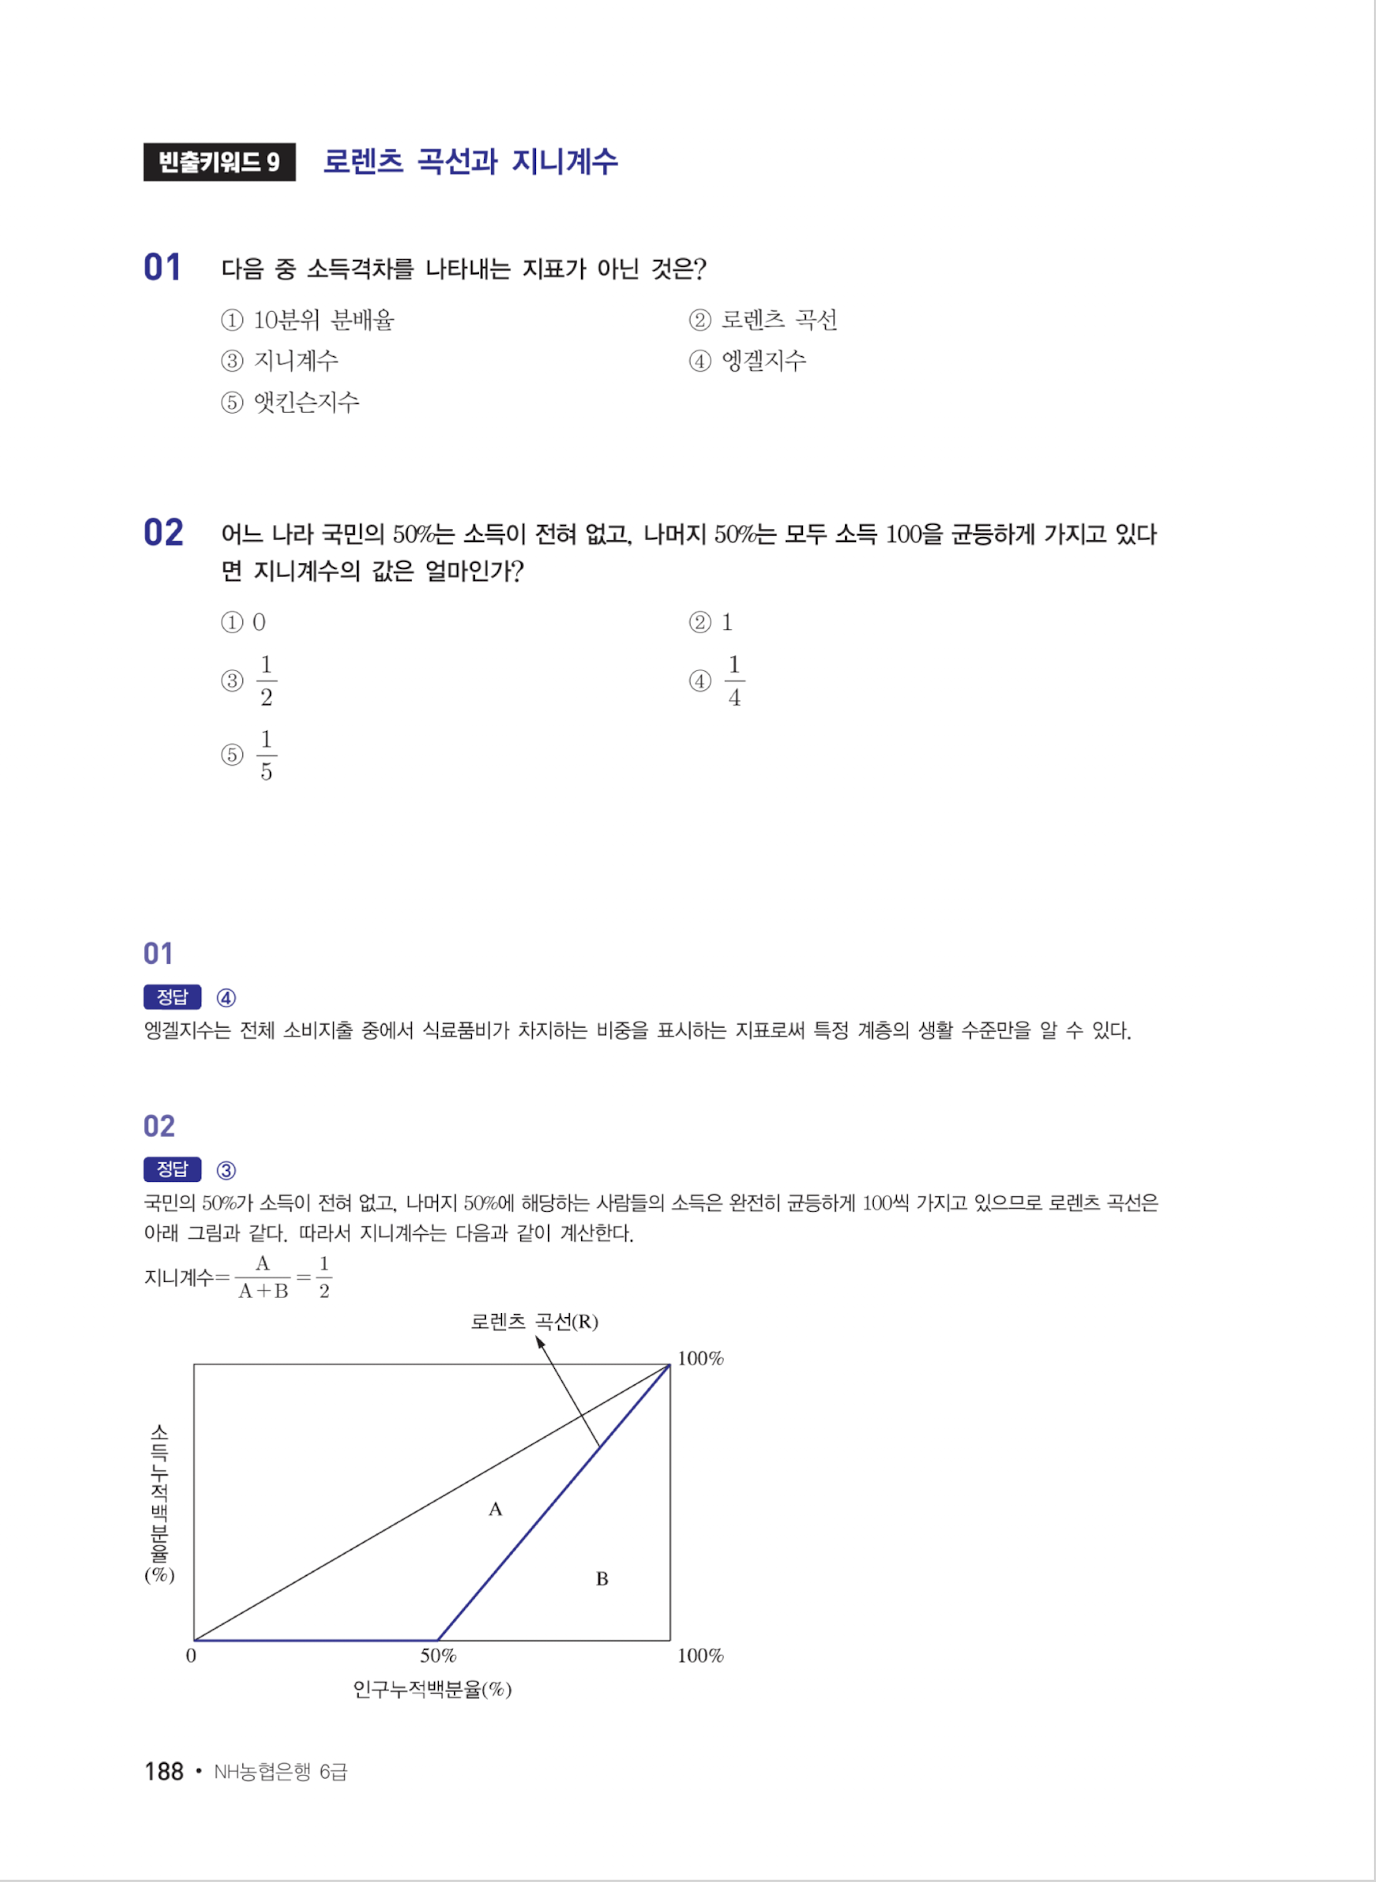 빈출키워드 9 로렌츠 곡선과 지니계수
01 다음 중 소득격차를 나타내는 지표가 아닌 것은?
① 10분위 분배율 ② 로렌츠 곡선
③ 지니계수 ④ 엥겔지수
⑤ 앳킨슨지수
02 어느 나라 국민의 50%는 소득이 전혀 없고, 나머지 50%는 모두 소득 100을 균등하게 가지고 있다
면 지니계수의 값은 얼마인가?
① 0 ② 1
③ 1/2 ④ 1/4
⑤ 1/5
01
정답 ④
엥겔지수는 전체 소비지출 중에서 식료품비가 차지하는 비중을 표시하는 지표로써 특정 계층의 생활 수준만을 알 수 있다.
02
정답 ③
국민의 50%가 소득이 전혀 없고, 나머지 50%에 해당하는 사람들의 소득은 완전히 균등하게 100씩 가지고 있으므로 로렌츠 곡선은
아래 그림과 같다. 따라서 지니계수는 다음과 같이 계산한다.
지니계수=A/(A+B)=1/2
로렌츠 곡선(R)
100%
소득누적백분율(%)
A
B
0 50% 100%
인구누적백분율(%)
188 • NH농협은행 6급